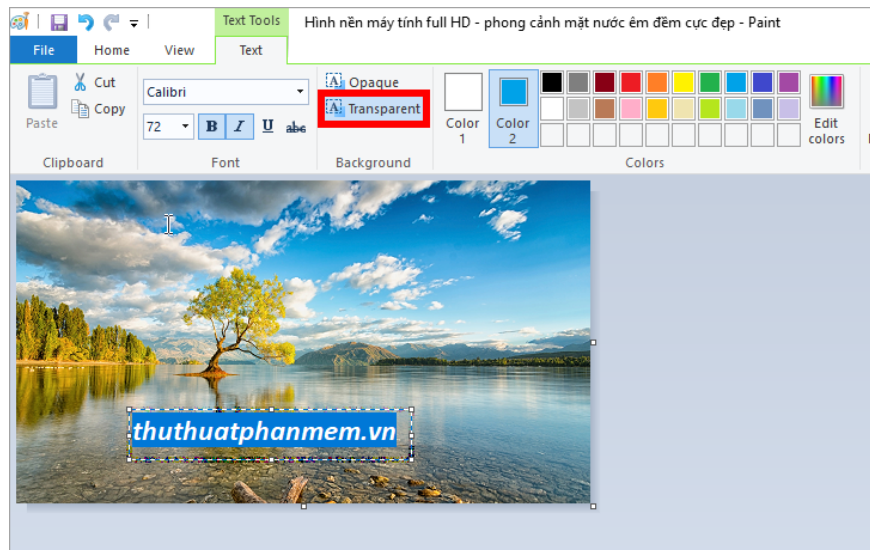 Text Tools
Hình nền máy tính full HD - phong cảnh mặt nước êm đềm cực đẹp - Paint
File
Home
View
Text
Paste
Cut
Copy
Clipboard
Calibri
72
B I U abc
Font
Opaque
Transparent
Background
Color 1
Color 2
Edit colors
Colors
thuthuatphanmem.vn